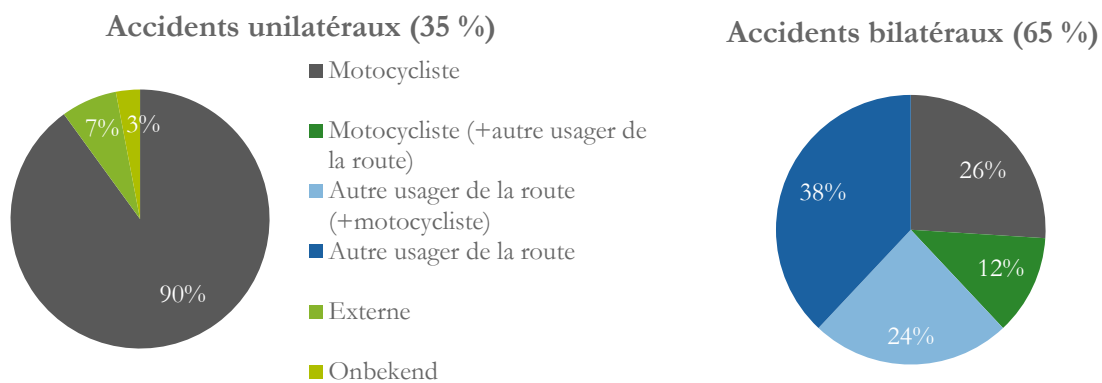 Accidents unilatéraux (35 %)
7%
3%
90%
Motocycliste
Motocycliste (+autre usager de
la route)
Autre usager de la route
(+motocycliste)
Autre usager de la route
Externe
Onbekend
Accidents bilatéraux (65 %)
26%
38%
12%
24%